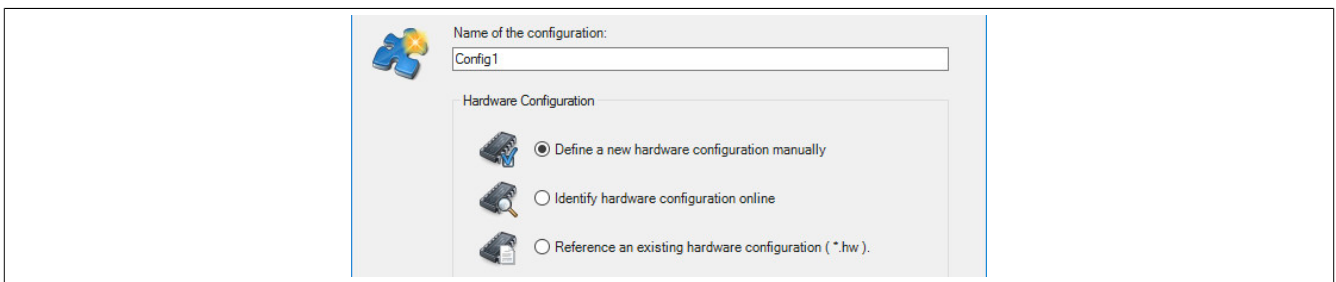 Name of the configuration:
Config1
Hardware Configuration
Define a new hardware configuration manually
Identify hardware configuration online
Reference an existing hardware configuration ( *.hw ).